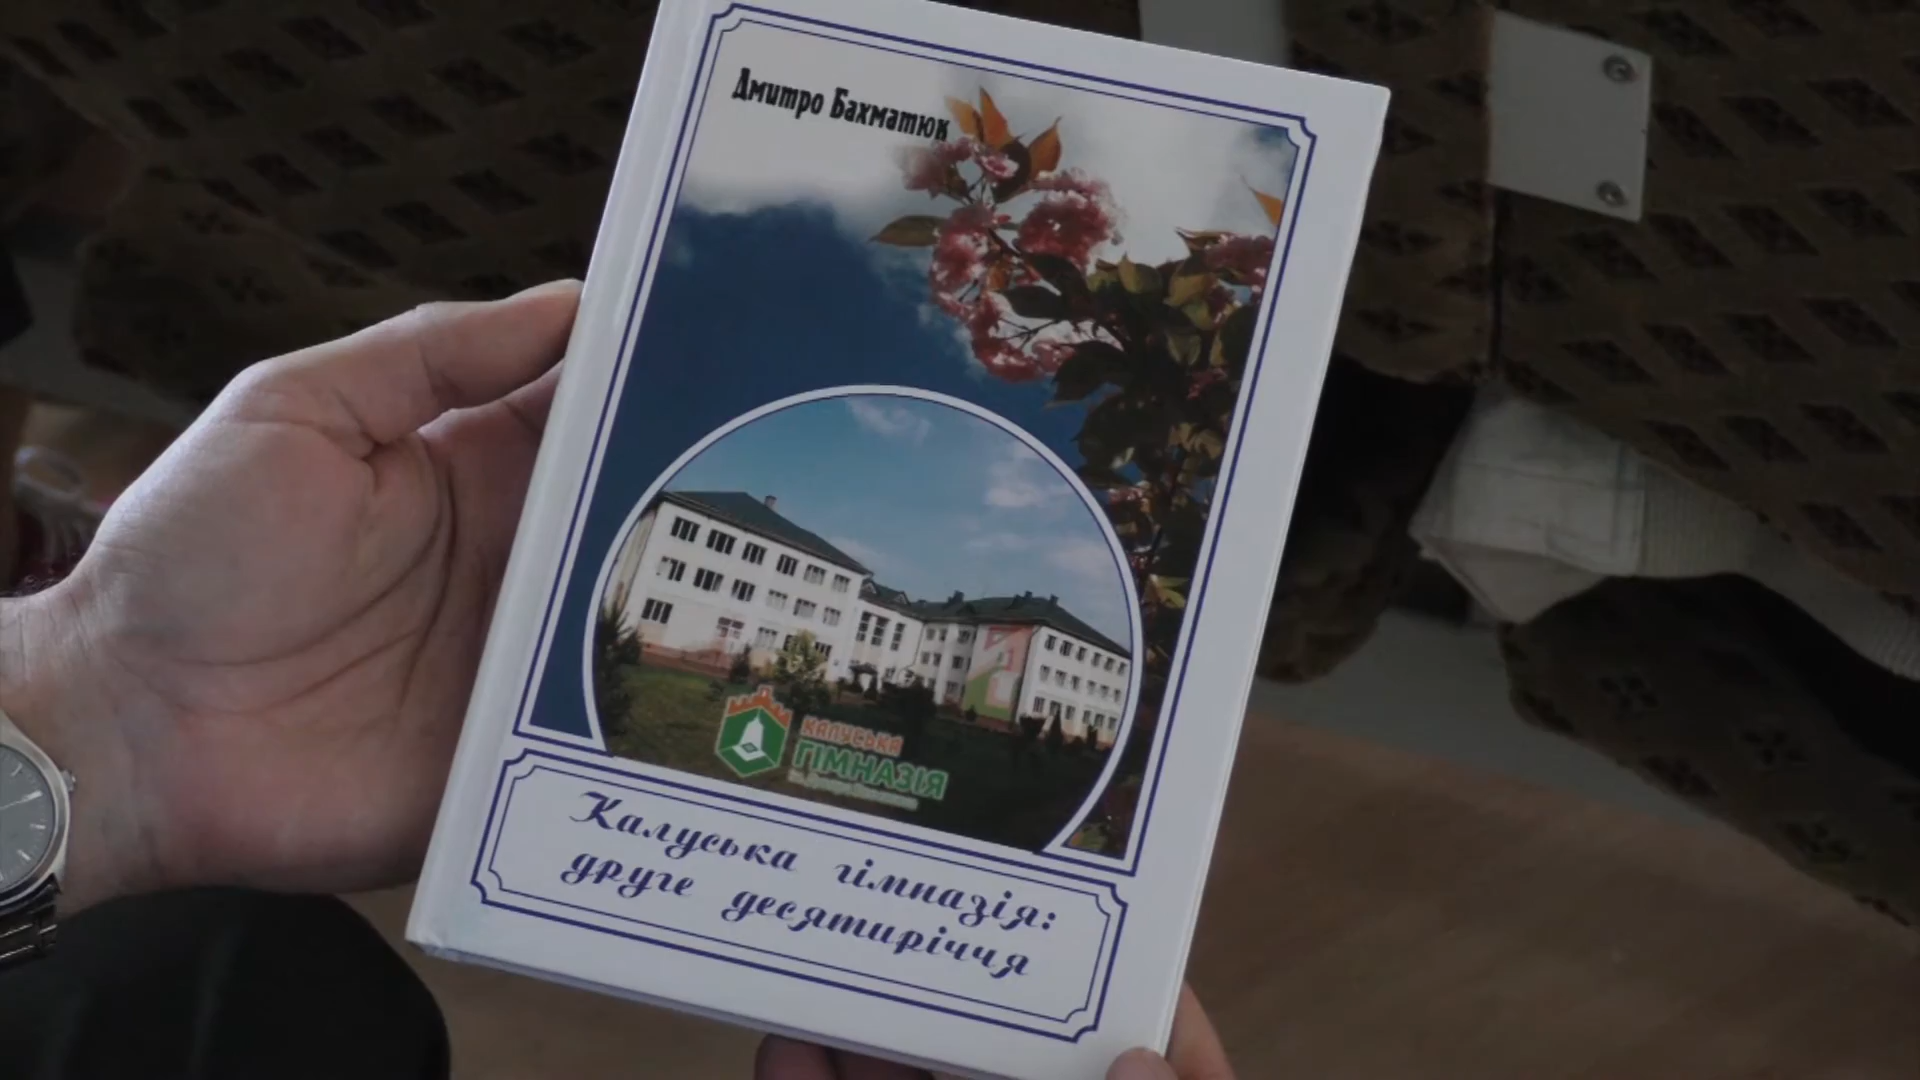 Дмитро Бахматюк
КАЛУСЬКА
ГІМНАЗІЯ
Калуська гімназія:
друге десятиріччя